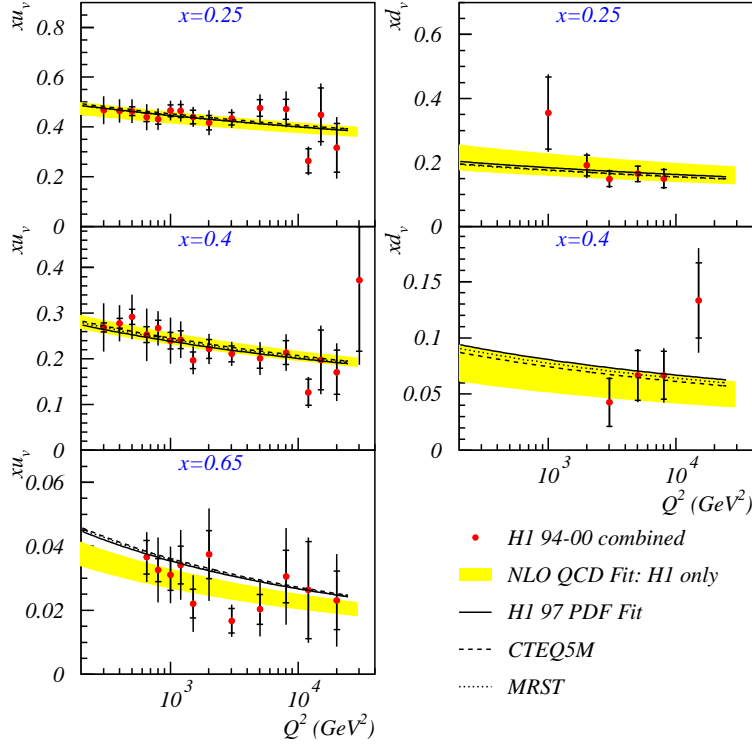 xu_v
x=0.25
0.8
0.6
0.4
0.2
0
xd_v
x=0.25
0.6
0.4
0.2
0
xu_v
x=0.4
0.4
0.3
0.2
0.1
0
xd_v
x=0.4
0.15
0.1
0.05
0
10^3
10^4
Q^2 (GeV^2)
xu_v
x=0.65
0.06
0.04
0.02
0
10^3
10^4
Q^2 (GeV^2)
H1 94-00 combined
NLO QCD Fit: H1 only
H1 97 PDF Fit
CTEQ5M
MRST